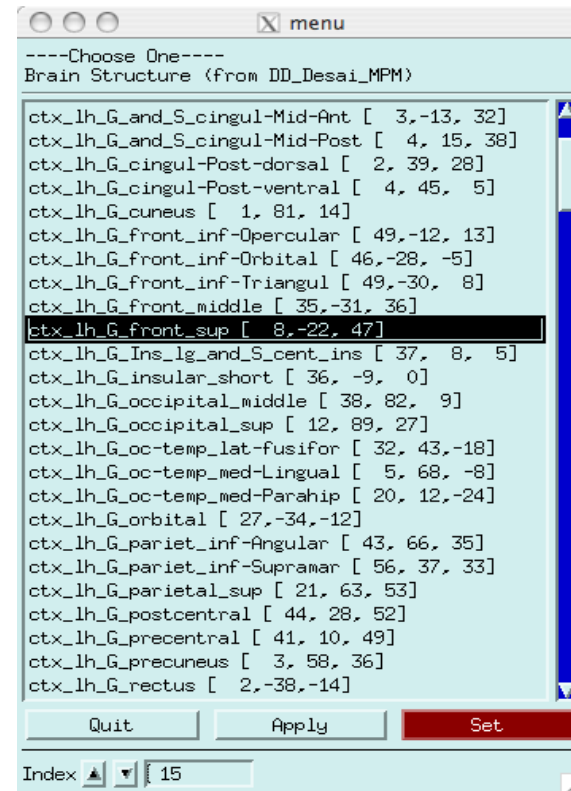 menu
----Choose One----
Brain Structure (from DD_Desai_MPM)
ctx_lh_G_and_S_cingul-Mid-Ant [  3,-13, 32]
ctx_lh_G_and_S_cingul-Mid-Post [  4, 15, 38]
ctx_lh_G_cingul-Post-dorsal [  2, 39, 28]
ctx_lh_G_cingul-Post-ventral [  4, 45,  5]
ctx_lh_G_cuneus [  1, 81, 14]
ctx_lh_G_front_inf-Opercular [ 49,-12, 13]
ctx_lh_G_front_inf-Orbital [ 46,-28, -5]
ctx_lh_G_front_inf-Triangul [ 49,-30,  8]
ctx_lh_G_front_middle [ 35,-31, 36]
ctx_lh_G_front_sup [  8,-22, 47]
ctx_lh_G_Ins_lg_and_S_cent_ins [ 37,  8,  5]
ctx_lh_G_insular_short [ 36, -9,  0]
ctx_lh_G_occipital_middle [ 38, 82,  9]
ctx_lh_G_occipital_sup [ 12, 89, 27]
ctx_lh_G_oc-temp_lat-fusifor [ 32, 43,-18]
ctx_lh_G_oc-temp_med-Lingual [  5, 68, -8]
ctx_lh_G_oc-temp_med-Parahip [ 20, 12,-24]
ctx_lh_G_orbital [ 27,-34,-12]
ctx_lh_G_pariet_inf-Angular [ 43, 66, 35]
ctx_lh_G_pariet_inf-Supramar [ 56, 37, 33]
ctx_lh_G_parietal_sup [ 21, 63, 53]
ctx_lh_G_postcentral [ 44, 28, 52]
ctx_lh_G_precentral [ 41, 10, 49]
ctx_lh_G_precuneus [  3, 58, 36]
ctx_lh_G_rectus [  2,-38,-14]
Quit Apply Set
Index 15